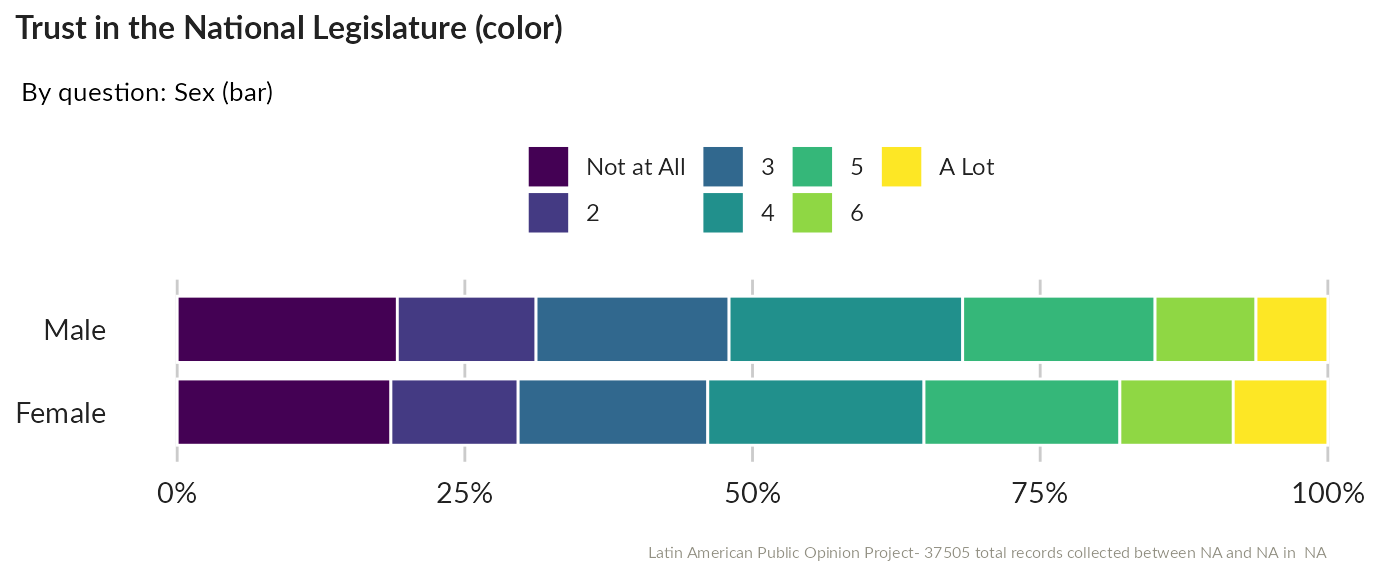 Trust in the National Legislature (color)
By question: Sex (bar)
Not at All 3 5 A Lot
2 4 6
Male
Female
0% 25% 50% 75% 100%
Latin American Public Opinion Project- 37505 total records collected between NA and NA in  NA